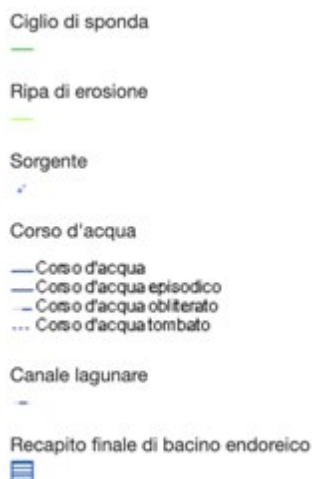 Ciglio di sponda
Ripa di erosione
Sorgente
Corso d'acqua
Corso d'acqua
Corso d'acqua episodico
Corso d'acqua obliterato
Corso d'acqua tombato
Canale lagunare
Recapito finale di bacino endoreico